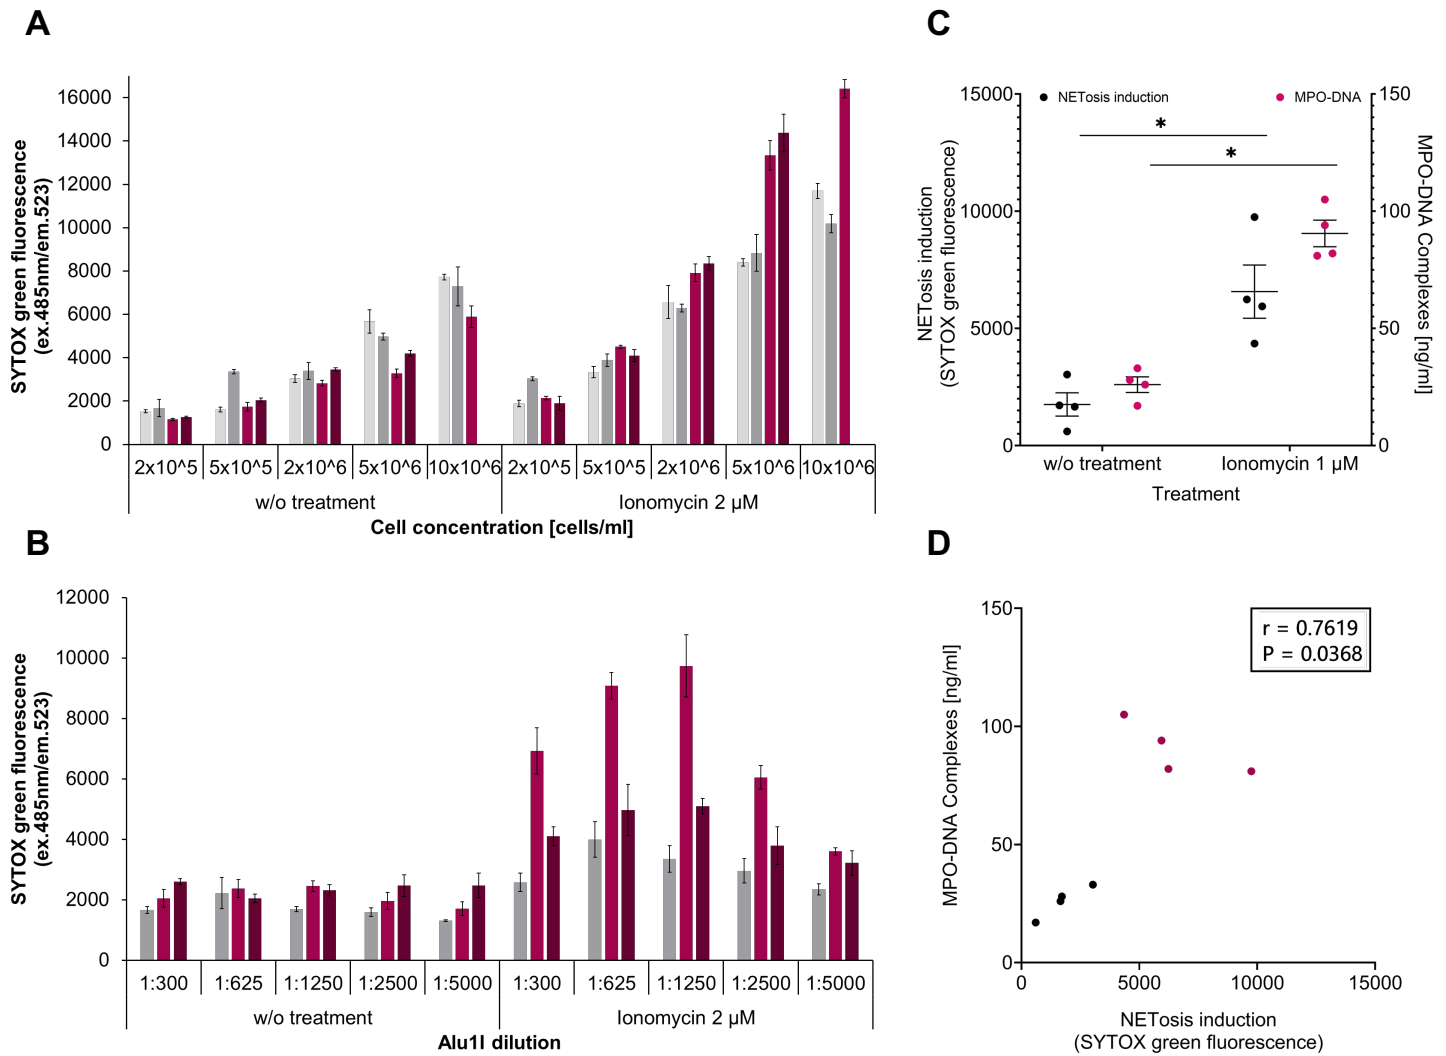 A
SYTOX green fluorescence
(ex.485nm/em.523)
16000
14000
12000
10000
8000
6000
4000
2000
0
2x10^5 5x10^5 2x10^6 5x10^6 10x10^6 2x10^5 5x10^5 2x10^6 5x10^6 10x10^6
w/o treatment Ionomycin 2 µM
Cell concentration [cells/ml]
B
SYTOX green fluorescence
(ex.485nm/em.523)
12000
10000
8000
6000
4000
2000
0
1:300 1:625 1:1250 1:2500 1:5000 1:300 1:625 1:1250 1:2500 1:5000
w/o treatment Ionomycin 2 µM
Alu1I dilution
C
NETosis induction
(SYTOX green fluorescence)
NETosis induction MPO-DNA
15000
10000
5000
0
*
*
150
100
50
0
MPO-DNA Complexes [ng/ml]
w/o treatment Ionomycin 1 µM
Treatment
D
MPO-DNA Complexes [ng/ml]
150
100
50
0
r = 0.7619
P = 0.0368
0 5000 10000 15000
NETosis induction
(SYTOX green fluorescence)